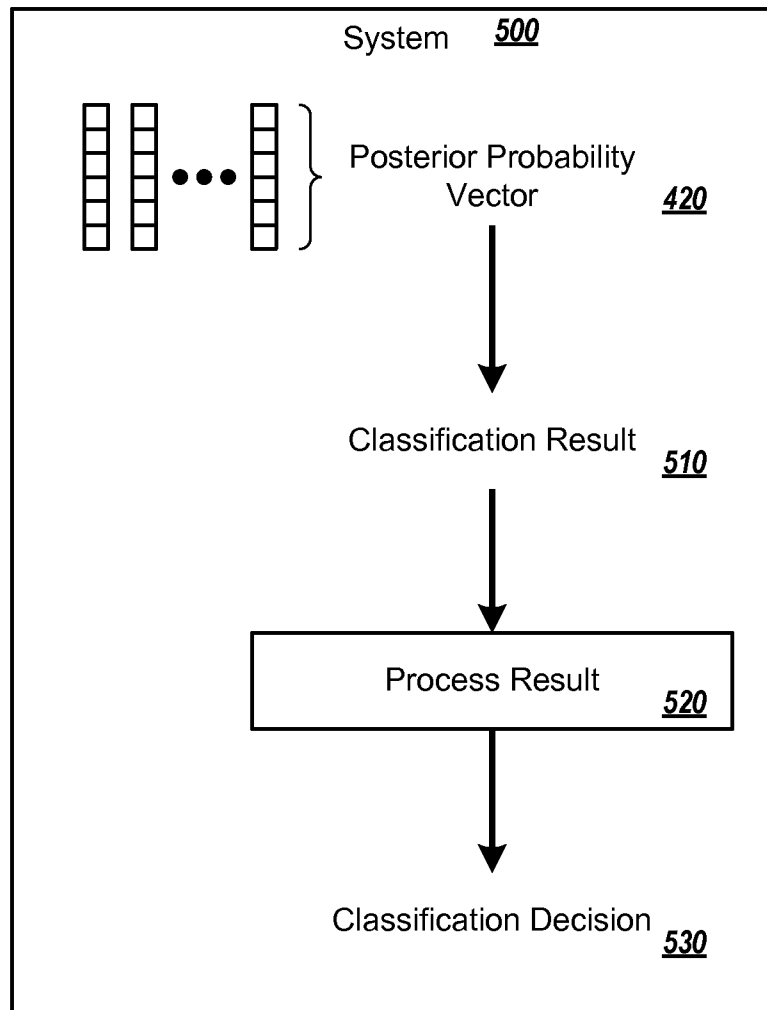 System 500
Posterior Probability
Vector 420
Classification Result 510
Process Result 520
Classification Decision 530